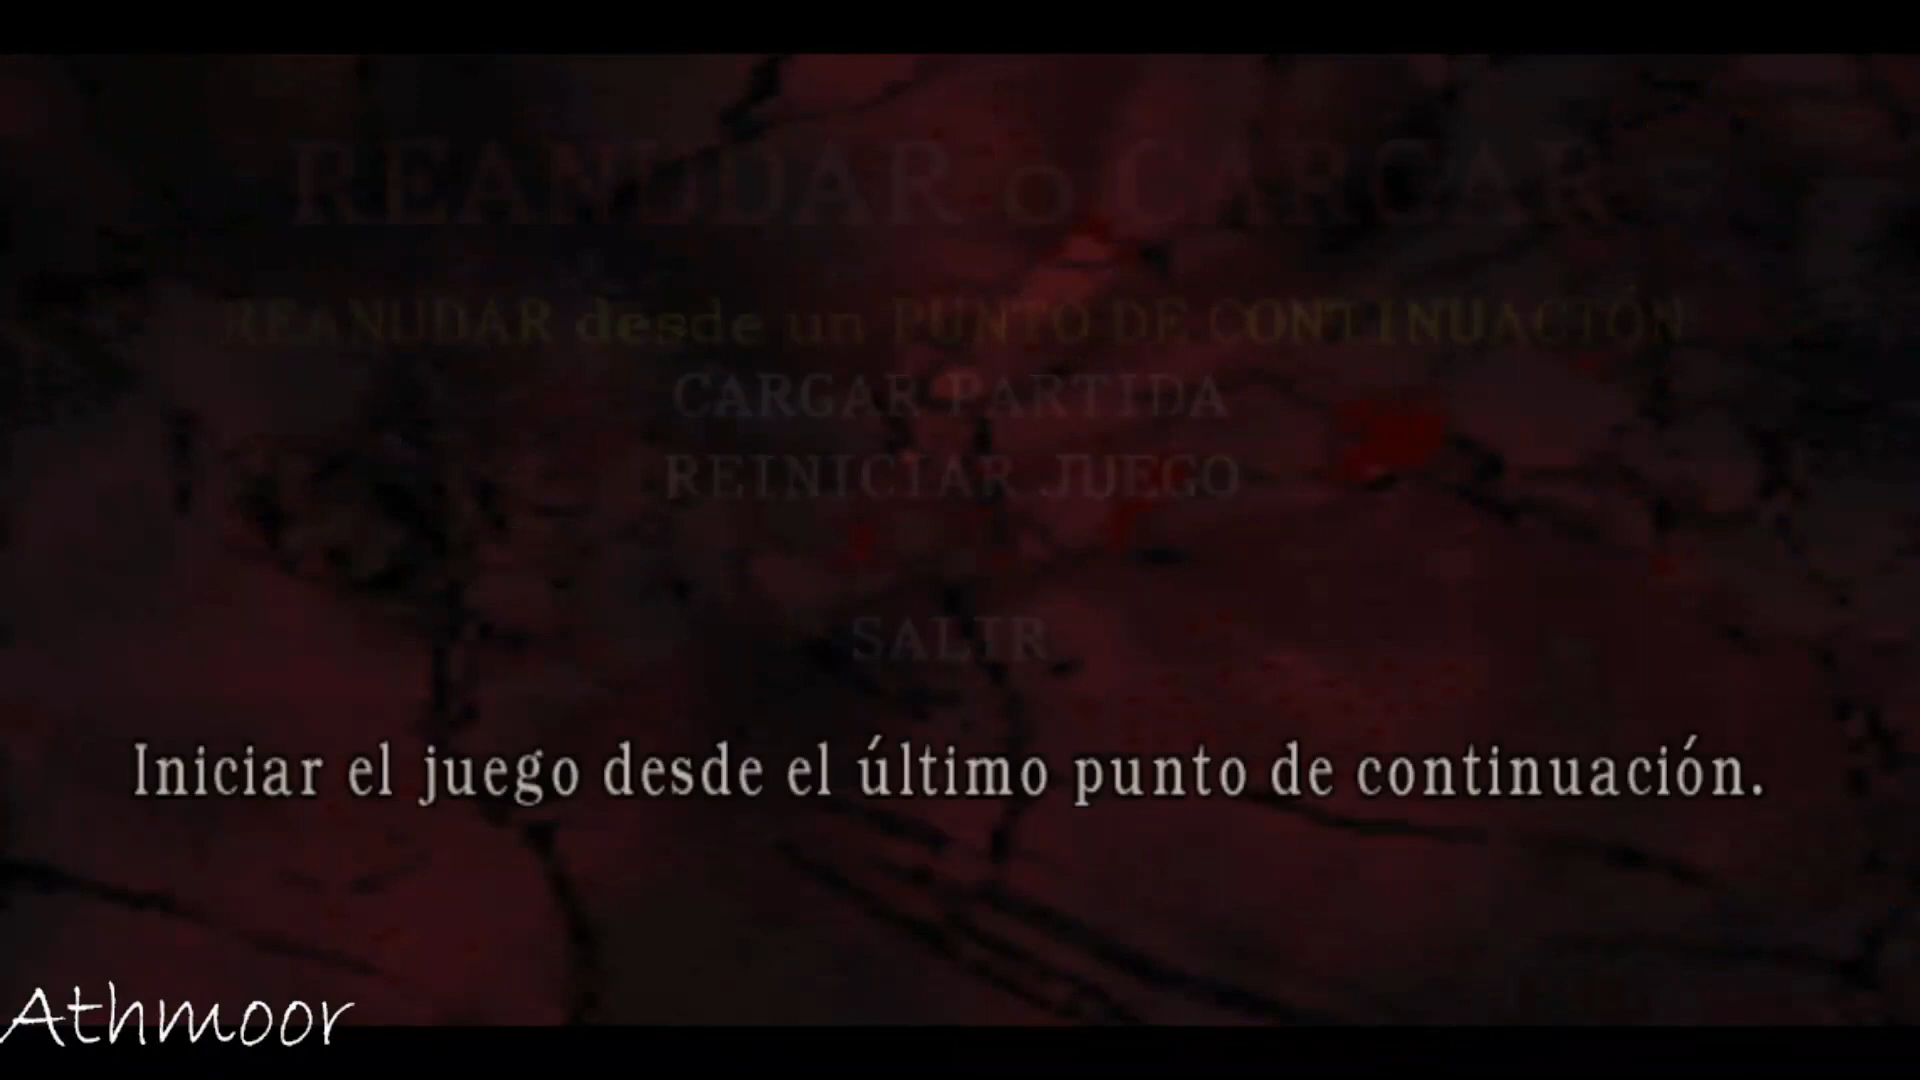 REANUDAR o CARGAR
REANUDAR desde un PUNTO DE CONTINUACIÓN
CARGAR PARTIDA
REINICIAR JUEGO
SALIR
Iniciar el juego desde el último punto de continuación.
Athmoor